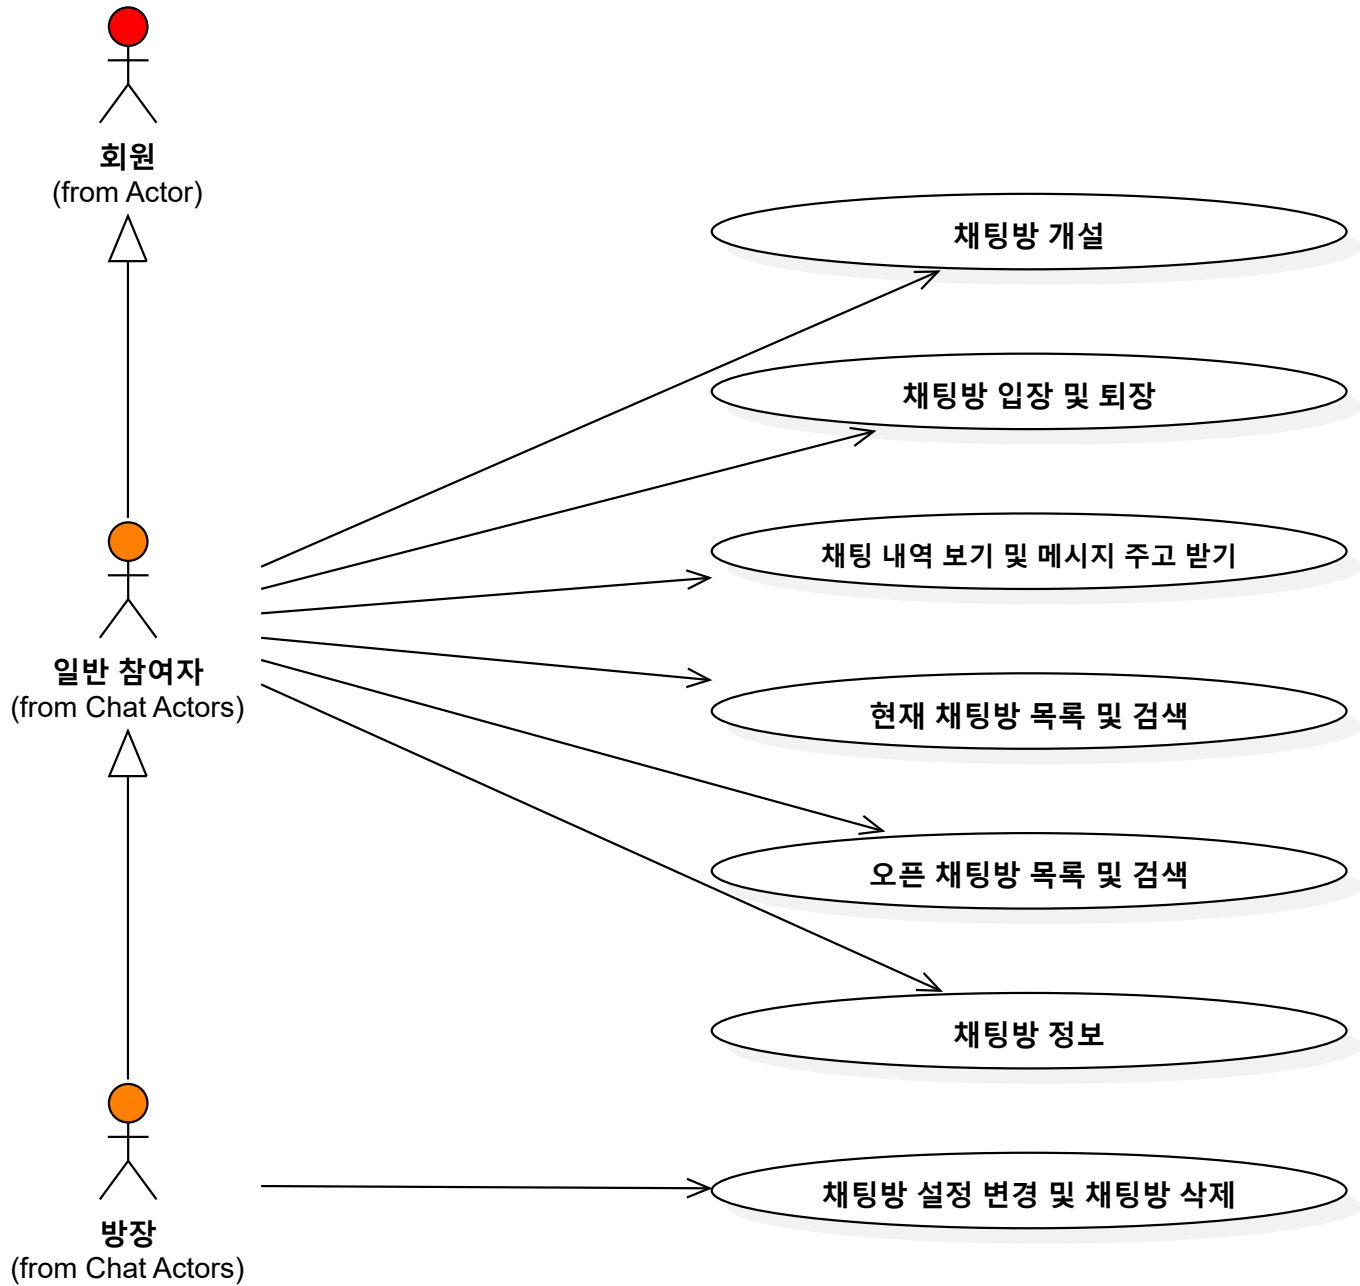 회원
(from Actor)
채팅방 개설
채팅방 입장 및 퇴장
채팅 내역 보기 및 메시지 주고 받기
일반 참여자
(from Chat Actors)
현재 채팅방 목록 및 검색
오픈 채팅방 목록 및 검색
채팅방 정보
채팅방 설정 변경 및 채팅방 삭제
방장
(from Chat Actors)